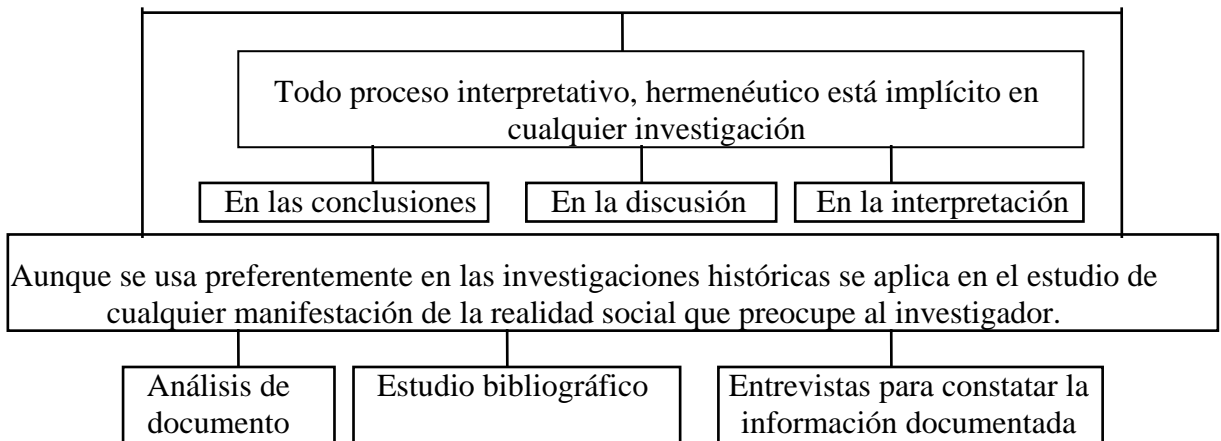 Todo proceso interpretativo, hermenéutico está implícito en
cualquier investigación
En las conclusiones
En la discusión
En la interpretación
Aunque se usa preferentemente en las investigaciones históricas se aplica en el estudio de
cualquier manifestación de la realidad social que preocupe al investigador.
Análisis de
documento
Estudio bibliográfico
Entrevistas para constatar la
información documentada